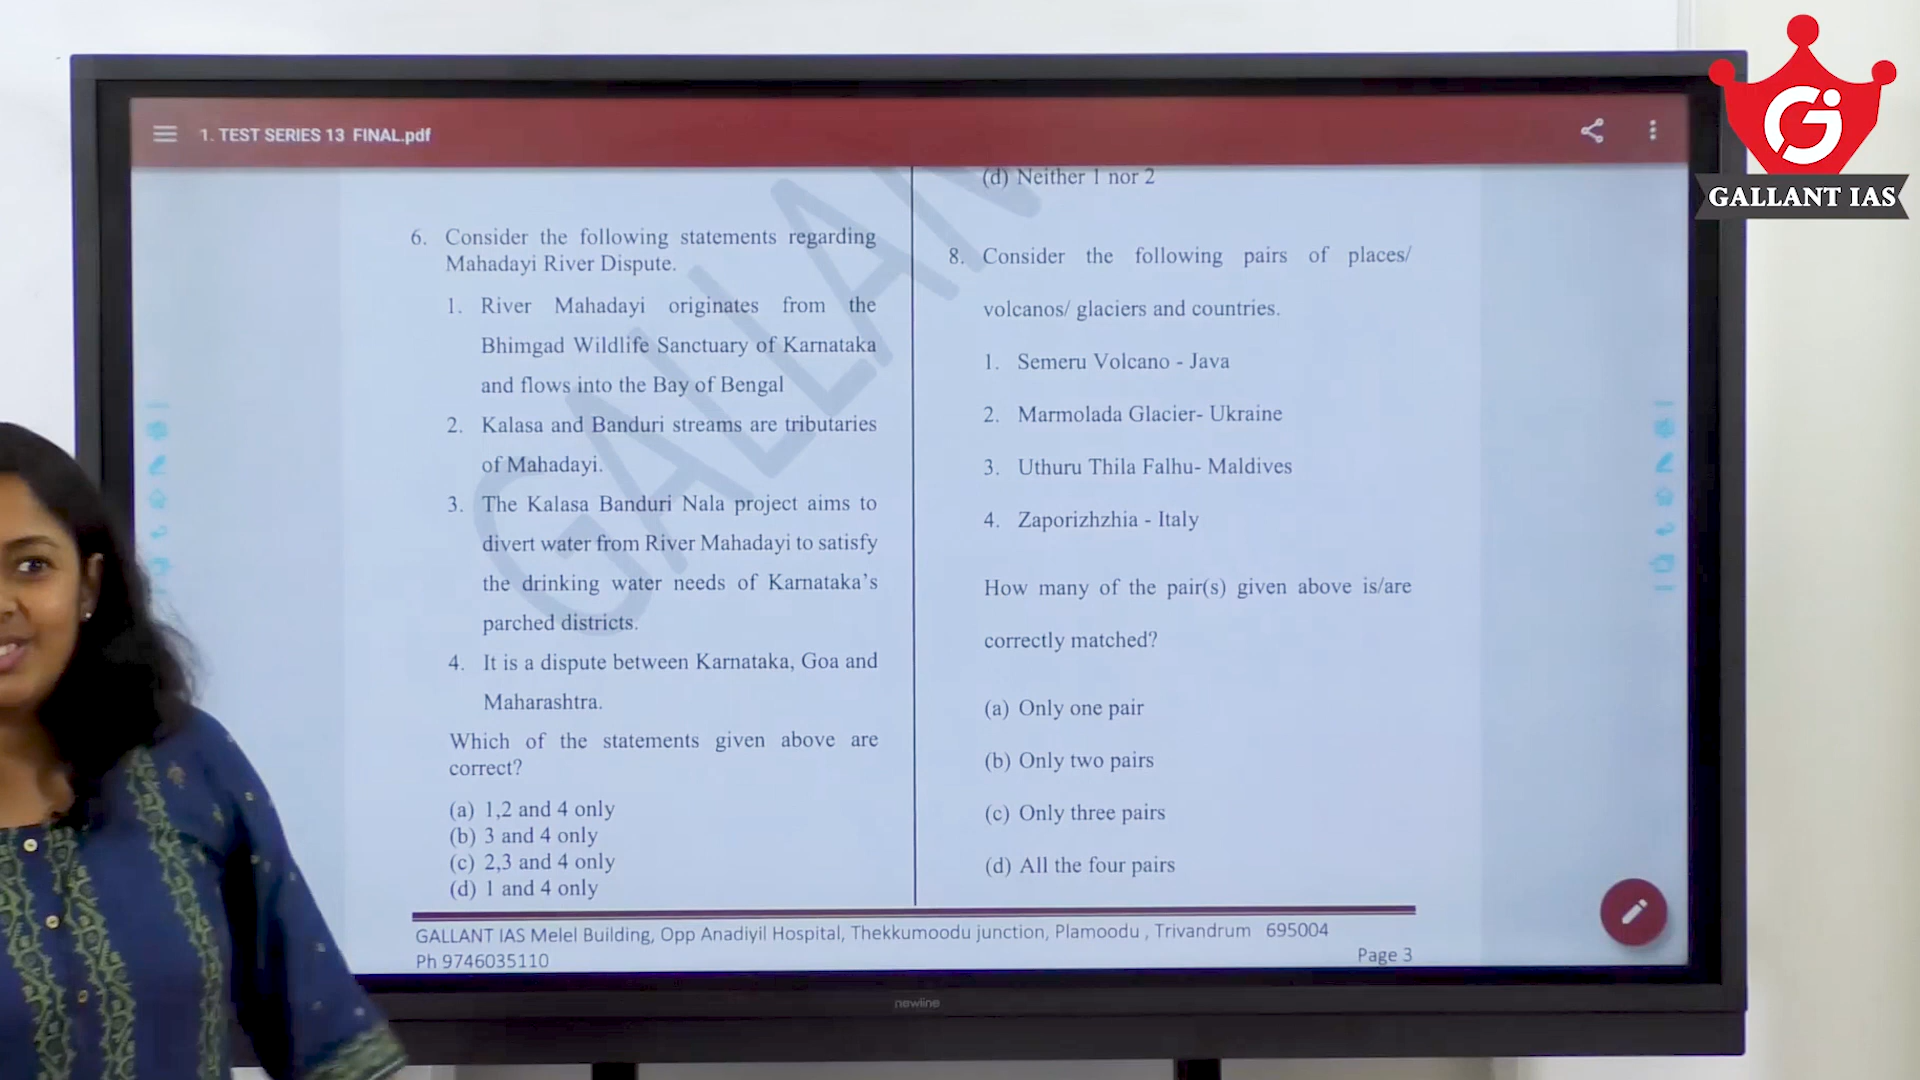 1. TEST SERIES 13 FINAL.pdf
GALLANT IAS
6. Consider the following statements regarding
Mahadayi River Dispute.
1. River Mahadayi originates from the
Bhimgad Wildlife Sanctuary of Karnataka
and flows into the Bay of Bengal
2. Kalasa and Banduri streams are tributaries
of Mahadayi.
3. The Kalasa Banduri Nala project aims to
divert water from River Mahadayi to satisfy
the drinking water needs of Karnataka's
parched districts.
4. It is a dispute between Karnataka, Goa and
Maharashtra.
Which of the statements given above are
correct?
(a) 1,2 and 4 only
(b) 3 and 4 only
(c) 2,3 and 4 only
(d) 1 and 4 only
(d) Neither 1 nor 2
8. Consider the following pairs of places/
volcanos/ glaciers and countries.
1. Semeru Volcano - Java
2. Marmolada Glacier- Ukraine
3. Uthuru Thila Falhu- Maldives
4. Zaporizhzhia - Italy
How many of the pair(s) given above is/are
correctly matched?
(a) Only one pair
(b) Only two pairs
(c) Only three pairs
(d) All the four pairs
GALLAN
GALLANT IAS Melel Building, Opp Anadiyil Hospital, Thekkumoodu junction, Plamoodu , Trivandrum 695004
Ph 9746035110
Page 3
newline